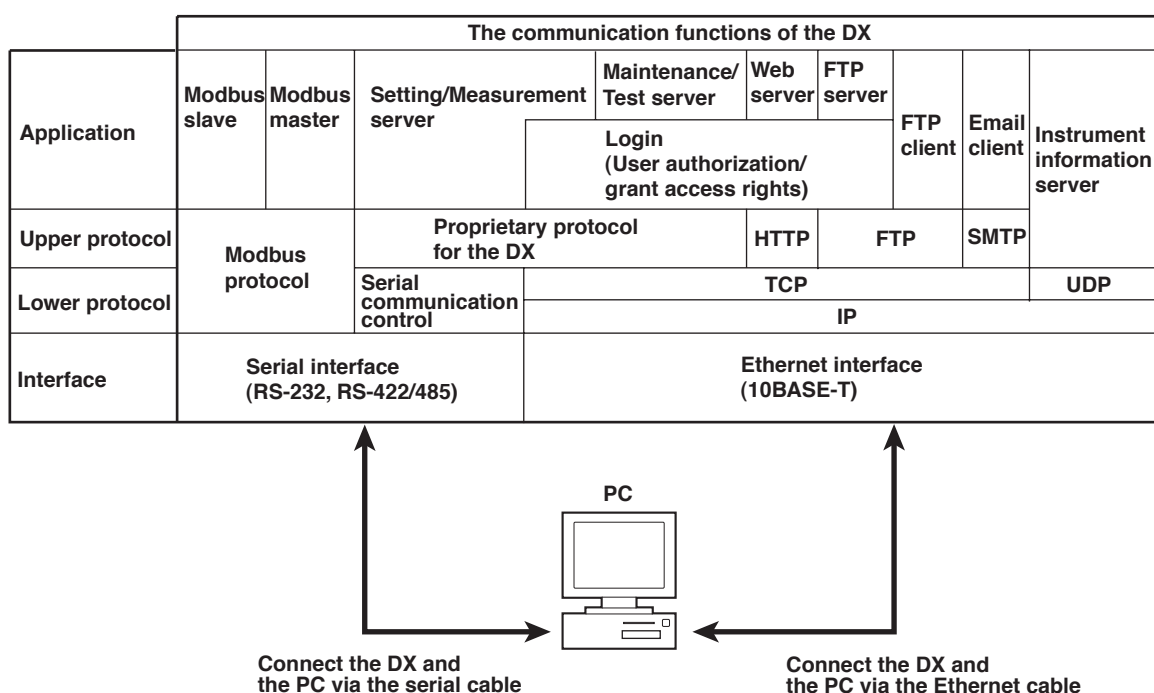 The communication functions of the DX
Application
Modbus
slave
Modbus
master
Setting/Measurement
server
Maintenance/
Test server
Web
server
FTP
server
Login
(User authorization/
grant access rights)
FTP
client
Email
client
Instrument
information
server
Upper protocol
Modbus
protocol
Proprietary protocol
for the DX
HTTP
FTP
SMTP
Lower protocol
Serial
communication
control
TCP
UDP
IP
Interface
Serial interface
(RS-232, RS-422/485)
Ethernet interface
(10BASE-T)
PC
Connect the DX and
the PC via the serial cable
Connect the DX and
the PC via the Ethernet cable